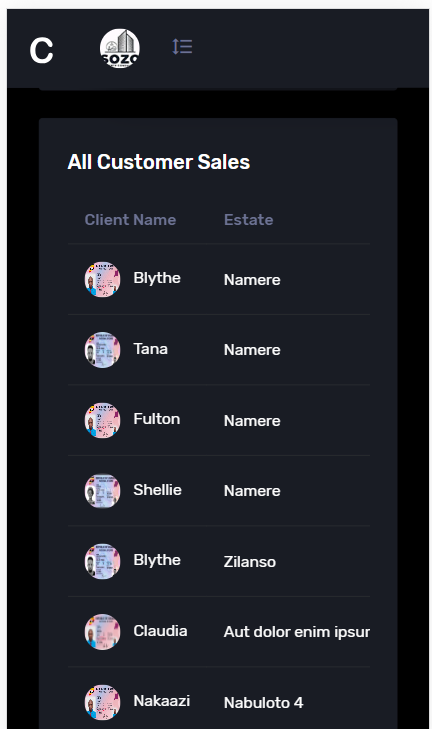 C
SOZO
All Customer Sales
Client Name Estate
Blythe Namere
Tana Namere
Fulton Namere
Shellie Namere
Blythe Zilanso
Claudia Aut dolor enim ipsur
Nakaazi Nabuloto 4